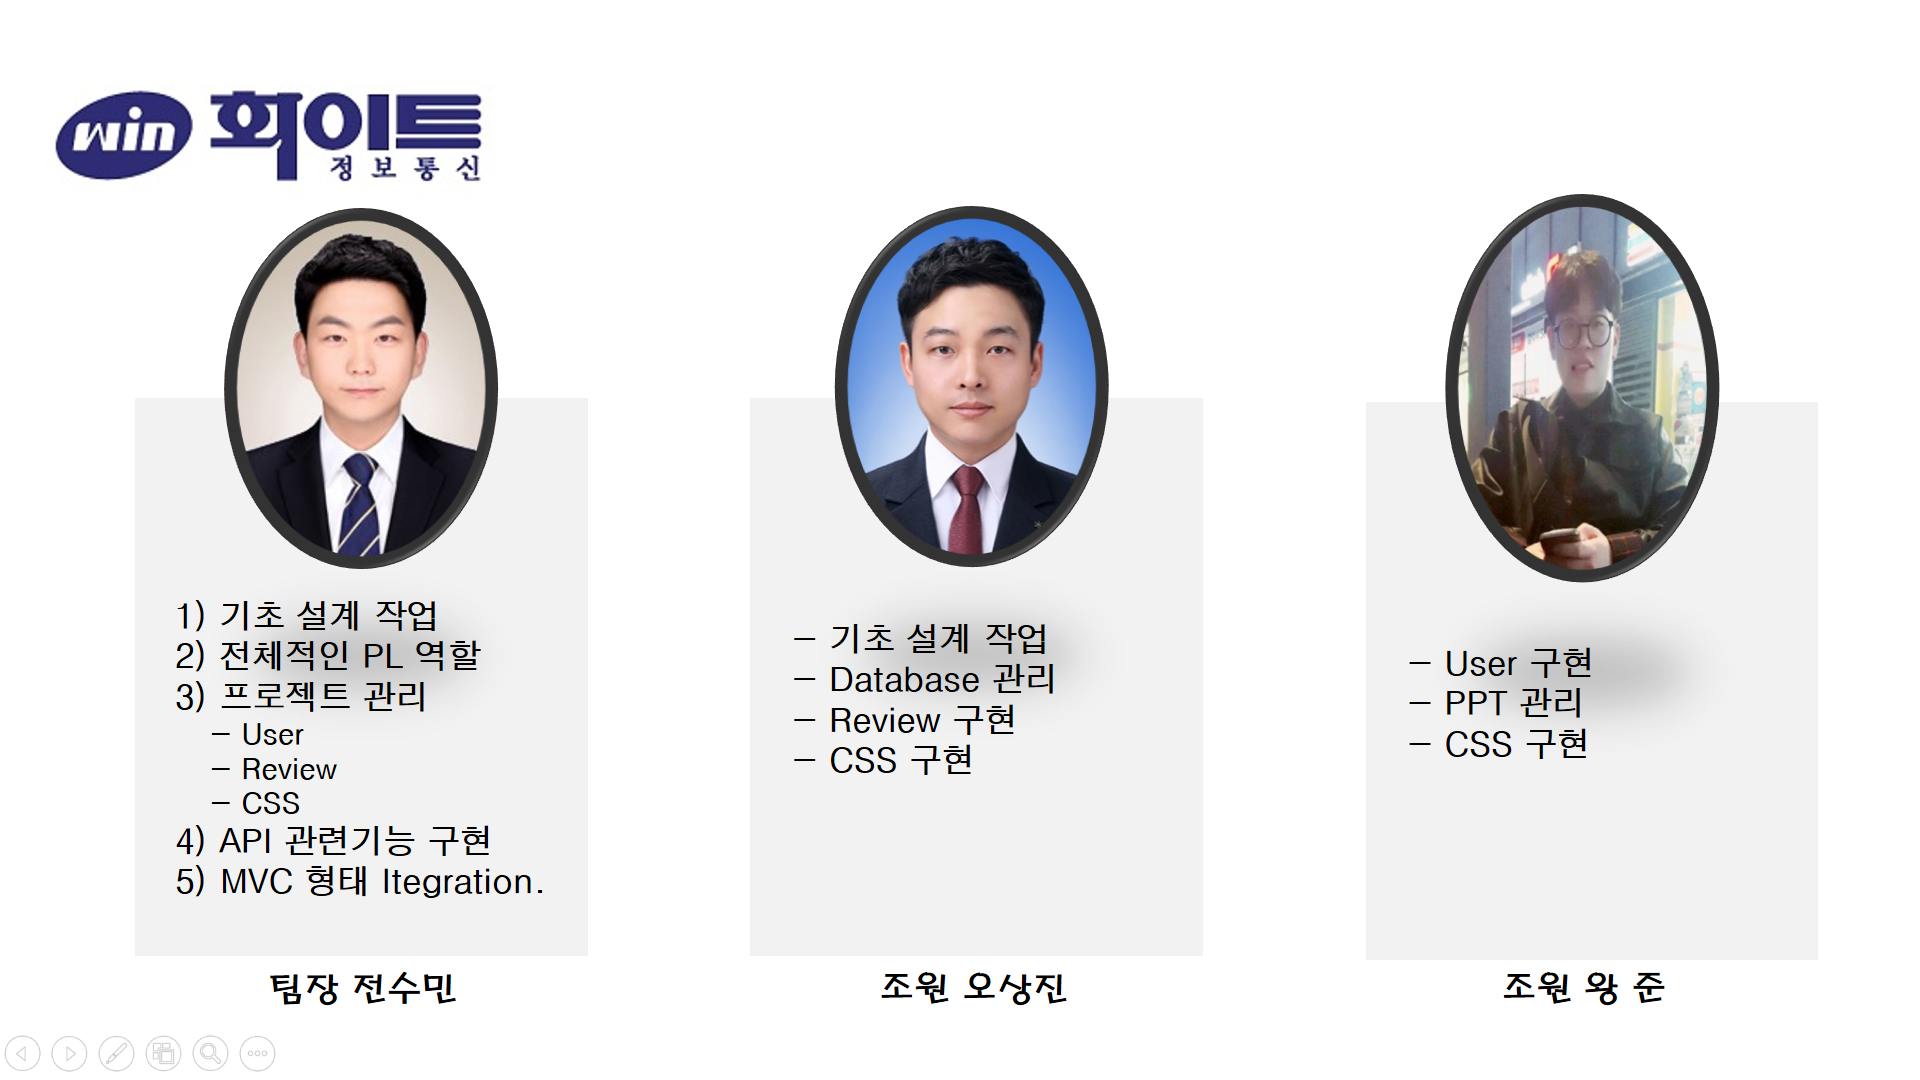 win 화이트
정보통신
1) 기초 설계 작업
2) 전체적인 PL 역할
3) 프로젝트 관리
- User
- Review
- CSS
4) API 관련기능 구현
5) MVC 형태 Itegration.
팀장 전수민
- 기초 설계 작업
- Database 관리
- Review 구현
- CSS 구현
조원 오상진
- User 구현
- PPT 관리
- CSS 구현
조원 왕 준